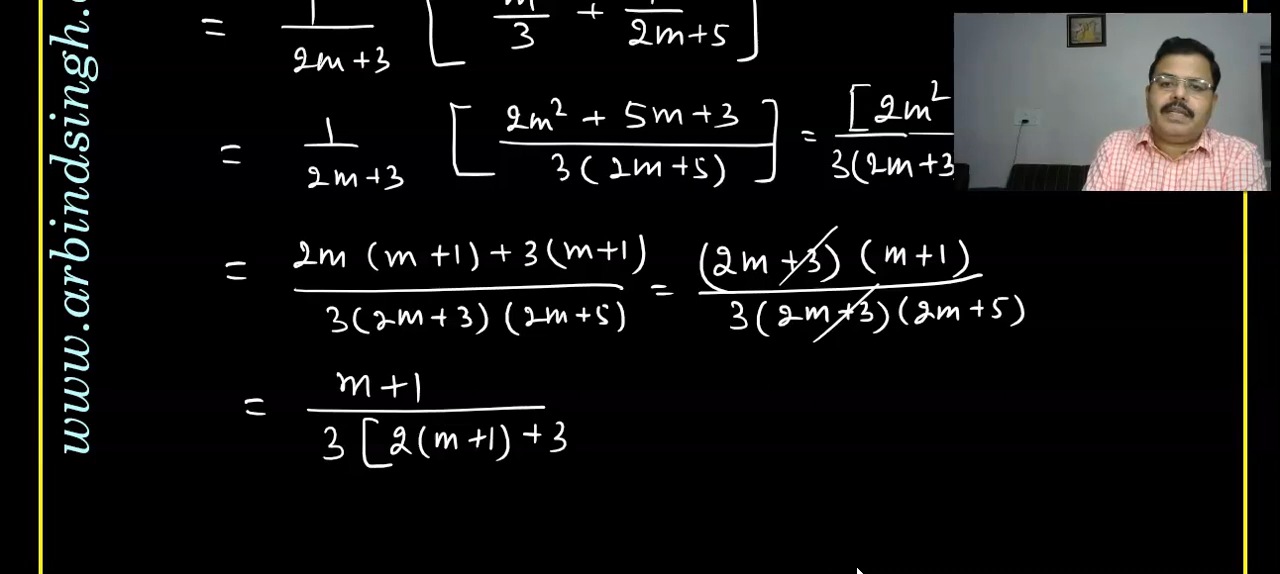 www.arbindsingh.
= 1/(2m+3) [ m/3 + 1/(2m+5) ]
= 1/(2m+3) [ (2m² + 5m + 3)/(3(2m+5)) ] = [2m²/3(2m+3
= (2m(m+1) + 3(m+1))/(3(2m+3)(2m+5)) = ((2m+3)(m+1))/(3(2m+3)(2m+5))
= (m+1)/(3[2(m+1)+3